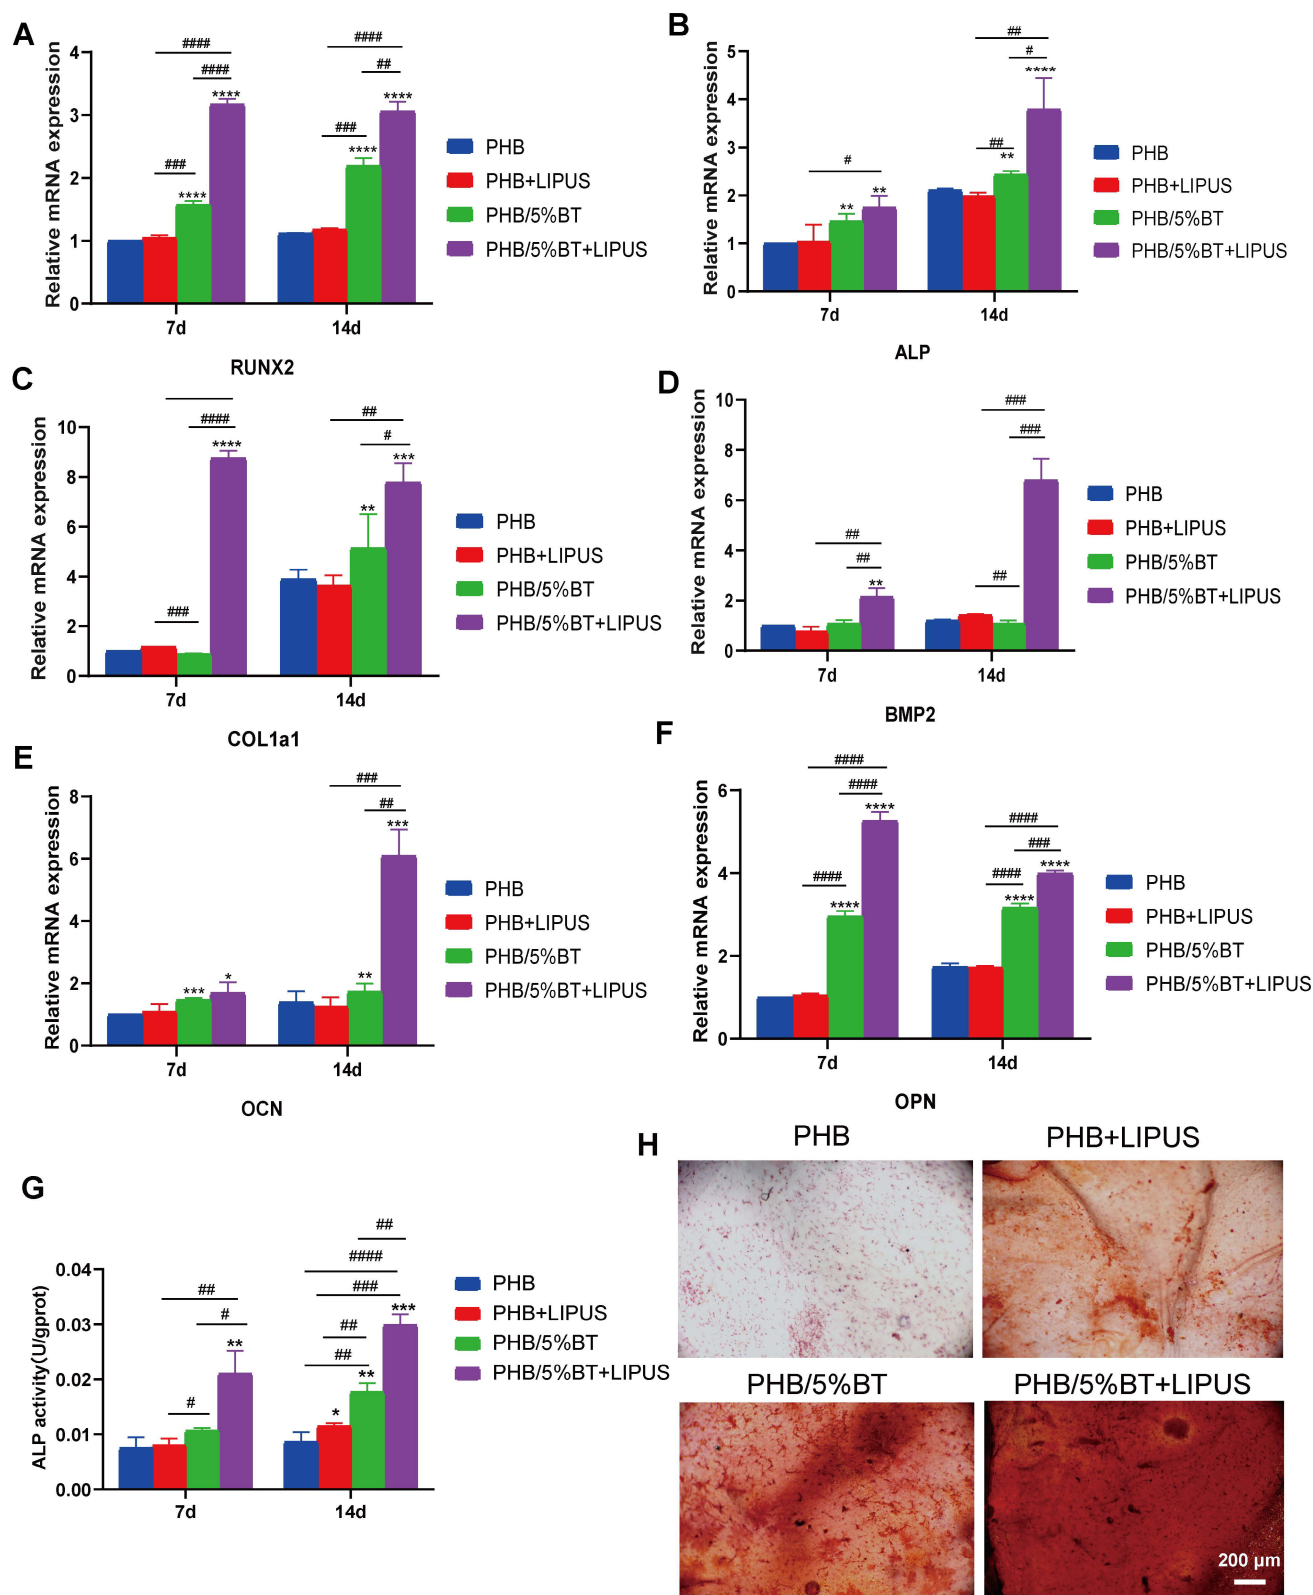 A
Relative mRNA expression
4
3
2
1
0
####
####
****
###
****
####
##
****
###
****
7d
14d
RUNX2
PHB
PHB+LIPUS
PHB/5%BT
PHB/5%BT+LIPUS
B
Relative mRNA expression
5
4
3
2
1
0
#
**
**
##
#
****
##
**
7d
14d
ALP
PHB
PHB+LIPUS
PHB/5%BT
PHB/5%BT+LIPUS
C
Relative mRNA expression
10
8
6
4
2
0
####
****
###
##
#
***
**
7d
14d
COL1a1
PHB
PHB+LIPUS
PHB/5%BT
PHB/5%BT+LIPUS
D
Relative mRNA expression
10
8
6
4
2
0
##
##
**
###
###
##
7d
14d
BMP2
PHB
PHB+LIPUS
PHB/5%BT
PHB/5%BT+LIPUS
E
Relative mRNA expression
8
6
4
2
0
***
*
###
##
***
**
7d
14d
OCN
PHB
PHB+LIPUS
PHB/5%BT
PHB/5%BT+LIPUS
F
Relative mRNA expression
6
4
2
0
####
####
****
####
****
####
###
****
####
****
7d
14d
OPN
PHB
PHB+LIPUS
PHB/5%BT
PHB/5%BT+LIPUS
G
ALP activity(U/gprot)
0.04
0.03
0.02
0.01
0.00
##
#
**
#
##
####
###
***
##
##
**
*
7d
14d
PHB
PHB+LIPUS
PHB/5%BT
PHB/5%BT+LIPUS
H
PHB
PHB+LIPUS
PHB/5%BT
PHB/5%BT+LIPUS
200 μm